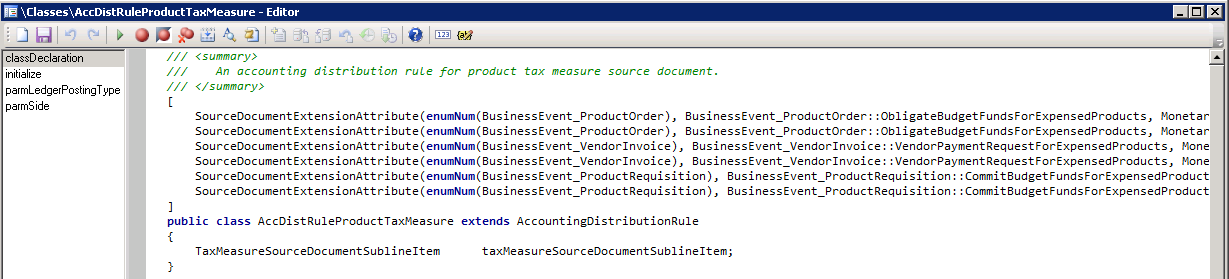 \Classes\AccDistRuleProductTaxMeasure - Editor
classDeclaration
initialize
parmLedgerPostingType
parmSide
/// <summary>
///    An accounting distribution rule for product tax measure source document.
/// </summary>
[
    SourceDocumentExtensionAttribute(enumNum(BusinessEvent_ProductOrder), BusinessEvent_ProductOrder::ObligateBudgetFundsForExpensedProducts, Monetar
    SourceDocumentExtensionAttribute(enumNum(BusinessEvent_ProductOrder), BusinessEvent_ProductOrder::ObligateBudgetFundsForExpensedProducts, Monetar
    SourceDocumentExtensionAttribute(enumNum(BusinessEvent_VendorInvoice), BusinessEvent_VendorInvoice::VendorPaymentRequestForExpensedProducts, Mone
    SourceDocumentExtensionAttribute(enumNum(BusinessEvent_VendorInvoice), BusinessEvent_VendorInvoice::VendorPaymentRequestForExpensedProducts, Mone
    SourceDocumentExtensionAttribute(enumNum(BusinessEvent_ProductRequisition), BusinessEvent_ProductRequisition::CommitBudgetFundsForExpensedProduct
    SourceDocumentExtensionAttribute(enumNum(BusinessEvent_ProductRequisition), BusinessEvent_ProductRequisition::CommitBudgetFundsForExpensedProduct
]
public class AccDistRuleProductTaxMeasure extends AccountingDistributionRule
{
    TaxMeasureSourceDocumentSublineItem      taxMeasureSourceDocumentSublineItem;
}